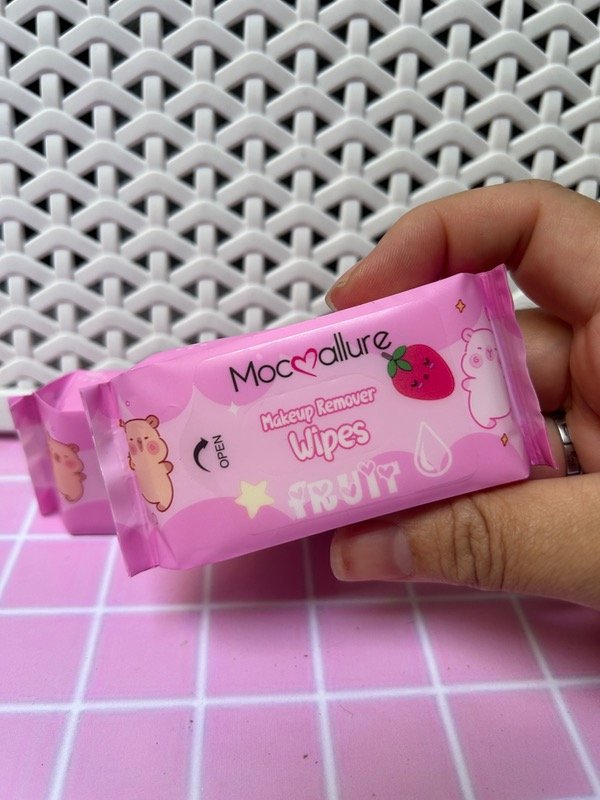 Mocallure
Makeup Remover
Wipes
OPEN
FRUIT